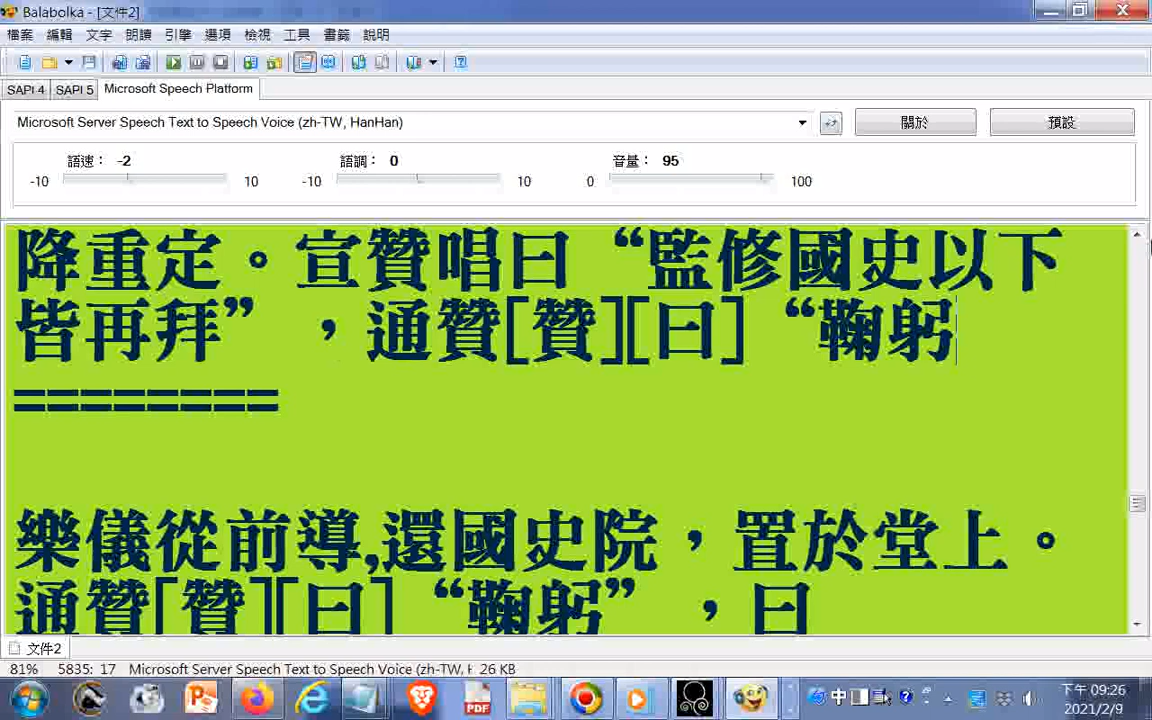 Balabolka - [文件2]
檔案 編輯 文字 朗讀 引擎 選項 檢視 工具 書籤 說明
SAPI 4 SAPI 5 Microsoft Speech Platform
Microsoft Server Speech Text to Speech Voice (zh-TW, HanHan) 關於 預設
語速： -2 語調： 0 音量： 95
-10 10 -10 10 0 100
降重定。宣贊唱曰“監修國史以下
皆再拜”，通贊[贊][曰]“鞠躬
========
樂儀從前導,還國史院，置於堂上。
通贊[贊][曰]“鞠躬”，曰
文件2
81% 5835: 17 Microsoft Server Speech Text to Speech Voice (zh-TW, H 26 KB
PDF 中 下午 09:26
2021/2/9